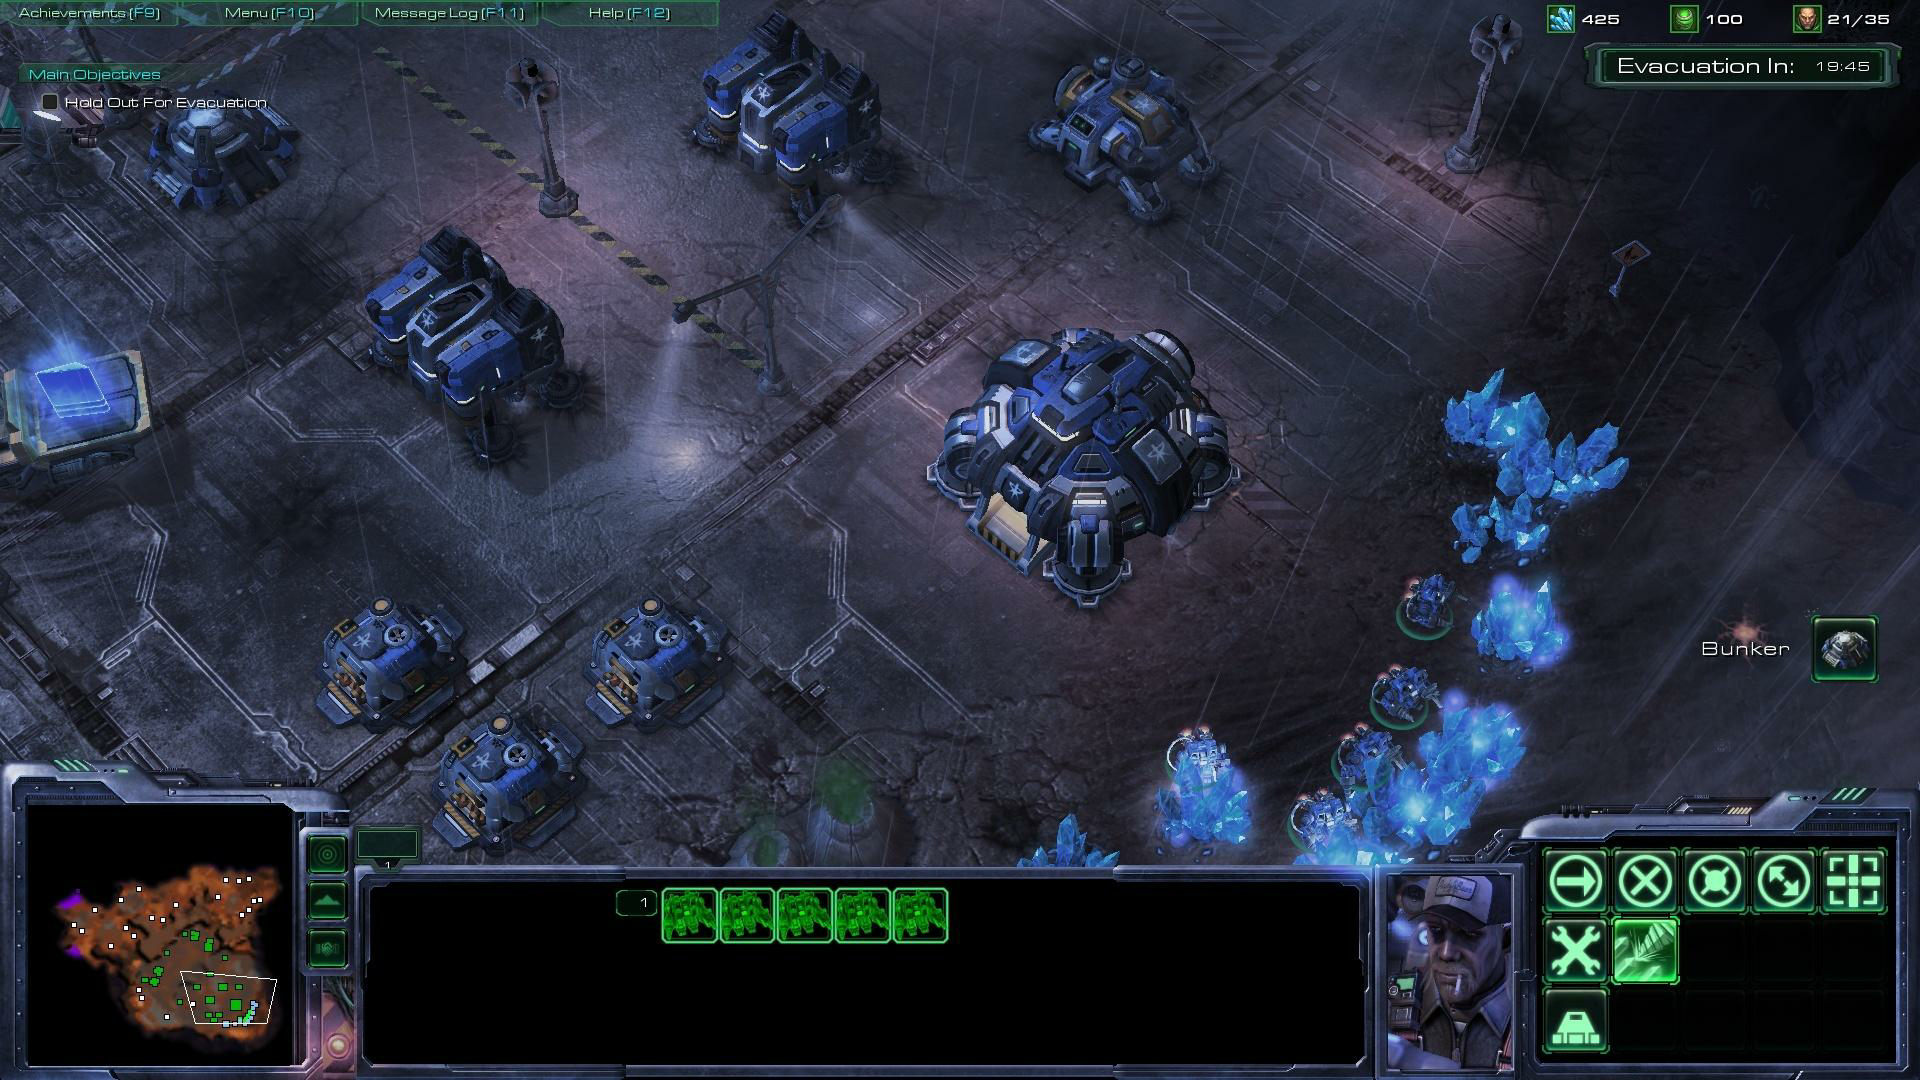 Achievements (F9) Menu (F10) Message Log (F11) Help (F12) 425 100 21/35
Evacuation In: 19:45
Main Objectives
Hold Out For Evacuation
Bunker
1
1